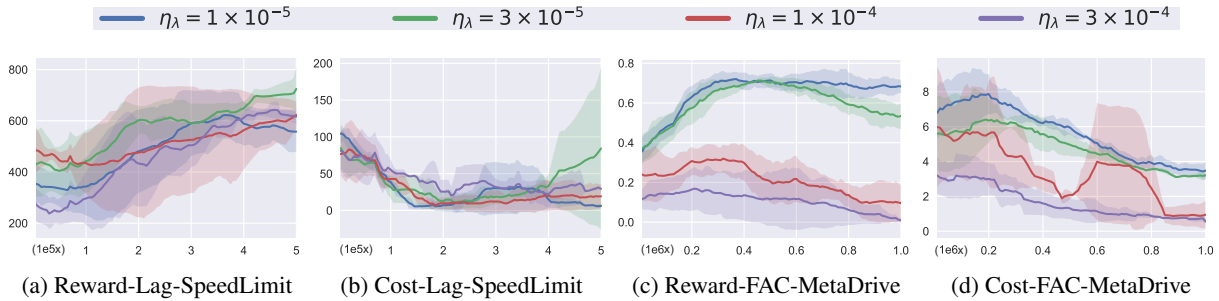 η_λ = 1 × 10⁻⁵ η_λ = 3 × 10⁻⁵ η_λ = 1 × 10⁻⁴ η_λ = 3 × 10⁻⁴
800
600
400
200
(1e5x) 1 2 3 4 5
(a) Reward-Lag-SpeedLimit
200
150
100
50
0
(1e5x) 1 2 3 4 5
(b) Cost-Lag-SpeedLimit
0.8
0.6
0.4
0.2
0.0
(1e6x) 0.2 0.4 0.6 0.8 1.0
(c) Reward-FAC-MetaDrive
8
6
4
2
0
(1e6x) 0.2 0.4 0.6 0.8 1.0
(d) Cost-FAC-MetaDrive